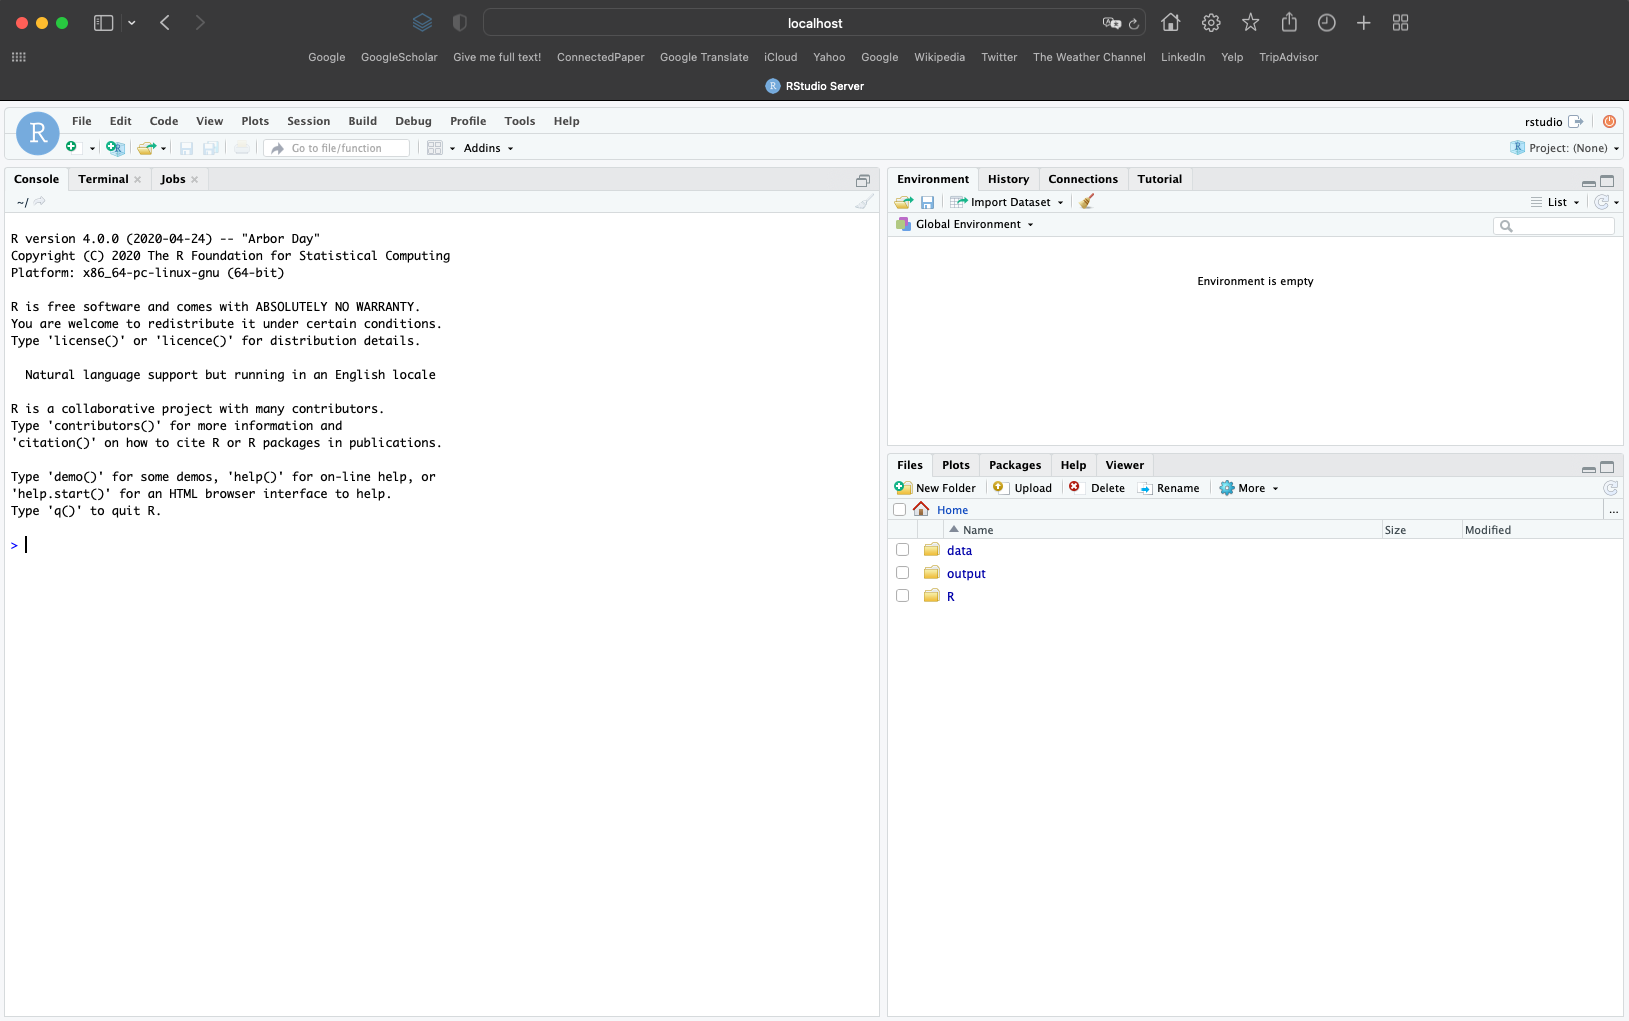 localhost
Google GoogleScholar Give me full text! ConnectedPaper Google Translate iCloud Yahoo Google Wikipedia Twitter The Weather Channel LinkedIn Yelp TripAdvisor
R RStudio Server
R
File Edit Code View Plots Session Build Debug Profile Tools Help
rstudio
Go to file/function
Addins
R Project: (None)
Console Terminal Jobs
~/
R version 4.0.0 (2020-04-24) -- "Arbor Day"
Copyright (C) 2020 The R Foundation for Statistical Computing
Platform: x86_64-pc-linux-gnu (64-bit)
R is free software and comes with ABSOLUTELY NO WARRANTY.
You are welcome to redistribute it under certain conditions.
Type 'license()' or 'licence()' for distribution details.
Natural language support but running in an English locale
R is a collaborative project with many contributors.
Type 'contributors()' for more information and
'citation()' on how to cite R or R packages in publications.
Type 'demo()' for some demos, 'help()' for on-line help, or
'help.start()' for an HTML browser interface to help.
Type 'q()' to quit R.
>
Environment History Connections Tutorial
Import Dataset
List
Global Environment
Environment is empty
Files Plots Packages Help Viewer
New Folder Upload Delete Rename More
Home
...
Name Size Modified
data
output
R